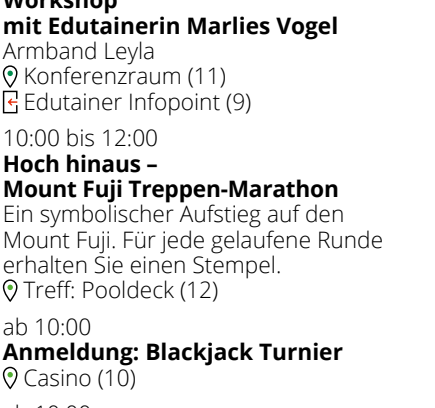 Workshop
mit Edutainerin Marlies Vogel
Armband Leyla
Konferenzraum (11)
Edutainer Infopoint (9)
10:00 bis 12:00
Hoch hinaus –
Mount Fuji Treppen-Marathon
Ein symbolischer Aufstieg auf den
Mount Fuji. Für jede gelaufene Runde
erhalten Sie einen Stempel.
Treff: Pooldeck (12)
ab 10:00
Anmeldung: Blackjack Turnier
Casino (10)